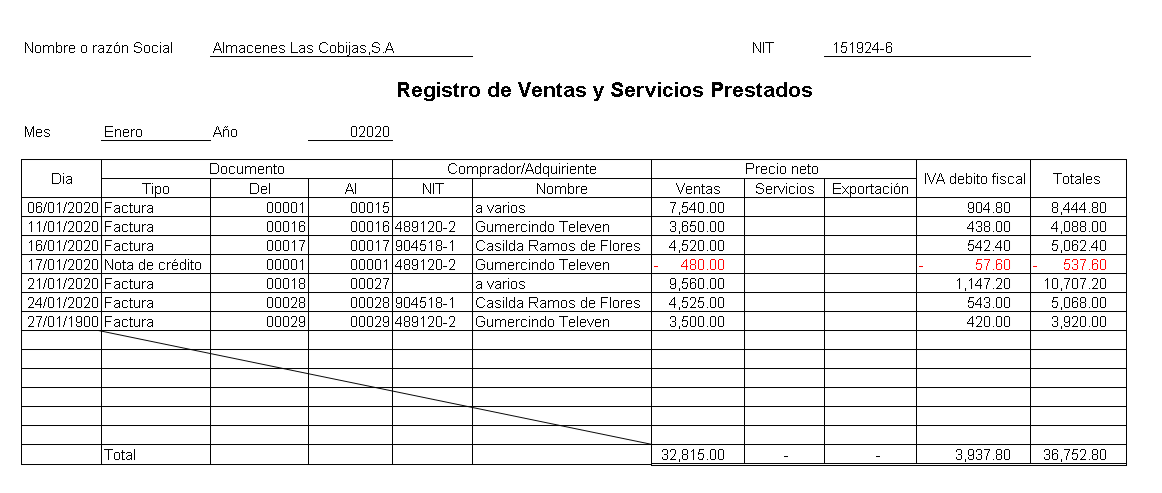 Nombre o razón Social Almacenes Las Cobijas,S.A NIT 151924-6
Registro de Ventas y Servicios Prestados
Mes Enero Año 02020
Dia Documento Comprador/Adquiriente Precio neto IVA debito fiscal Totales
Tipo Del Al NIT Nombre Ventas Servicios Exportación
06/01/2020 Factura 00001 00015 a varios 7,540.00 904.80 8,444.80
11/01/2020 Factura 00016 00016 489120-2 Gumercindo Televen 3,650.00 438.00 4,088.00
16/01/2020 Factura 00017 00017 904518-1 Casilda Ramos de Flores 4,520.00 542.40 5,062.40
17/01/2020 Nota de crédito 00001 00001 489120-2 Gumercindo Televen - 480.00 - 57.60 - 537.60
21/01/2020 Factura 00018 00027 a varios 9,560.00 1,147.20 10,707.20
24/01/2020 Factura 00028 00028 904518-1 Casilda Ramos de Flores 4,525.00 543.00 5,068.00
27/01/1900 Factura 00029 00029 489120-2 Gumercindo Televen 3,500.00 420.00 3,920.00
Total 32,815.00 - - 3,937.80 36,752.80